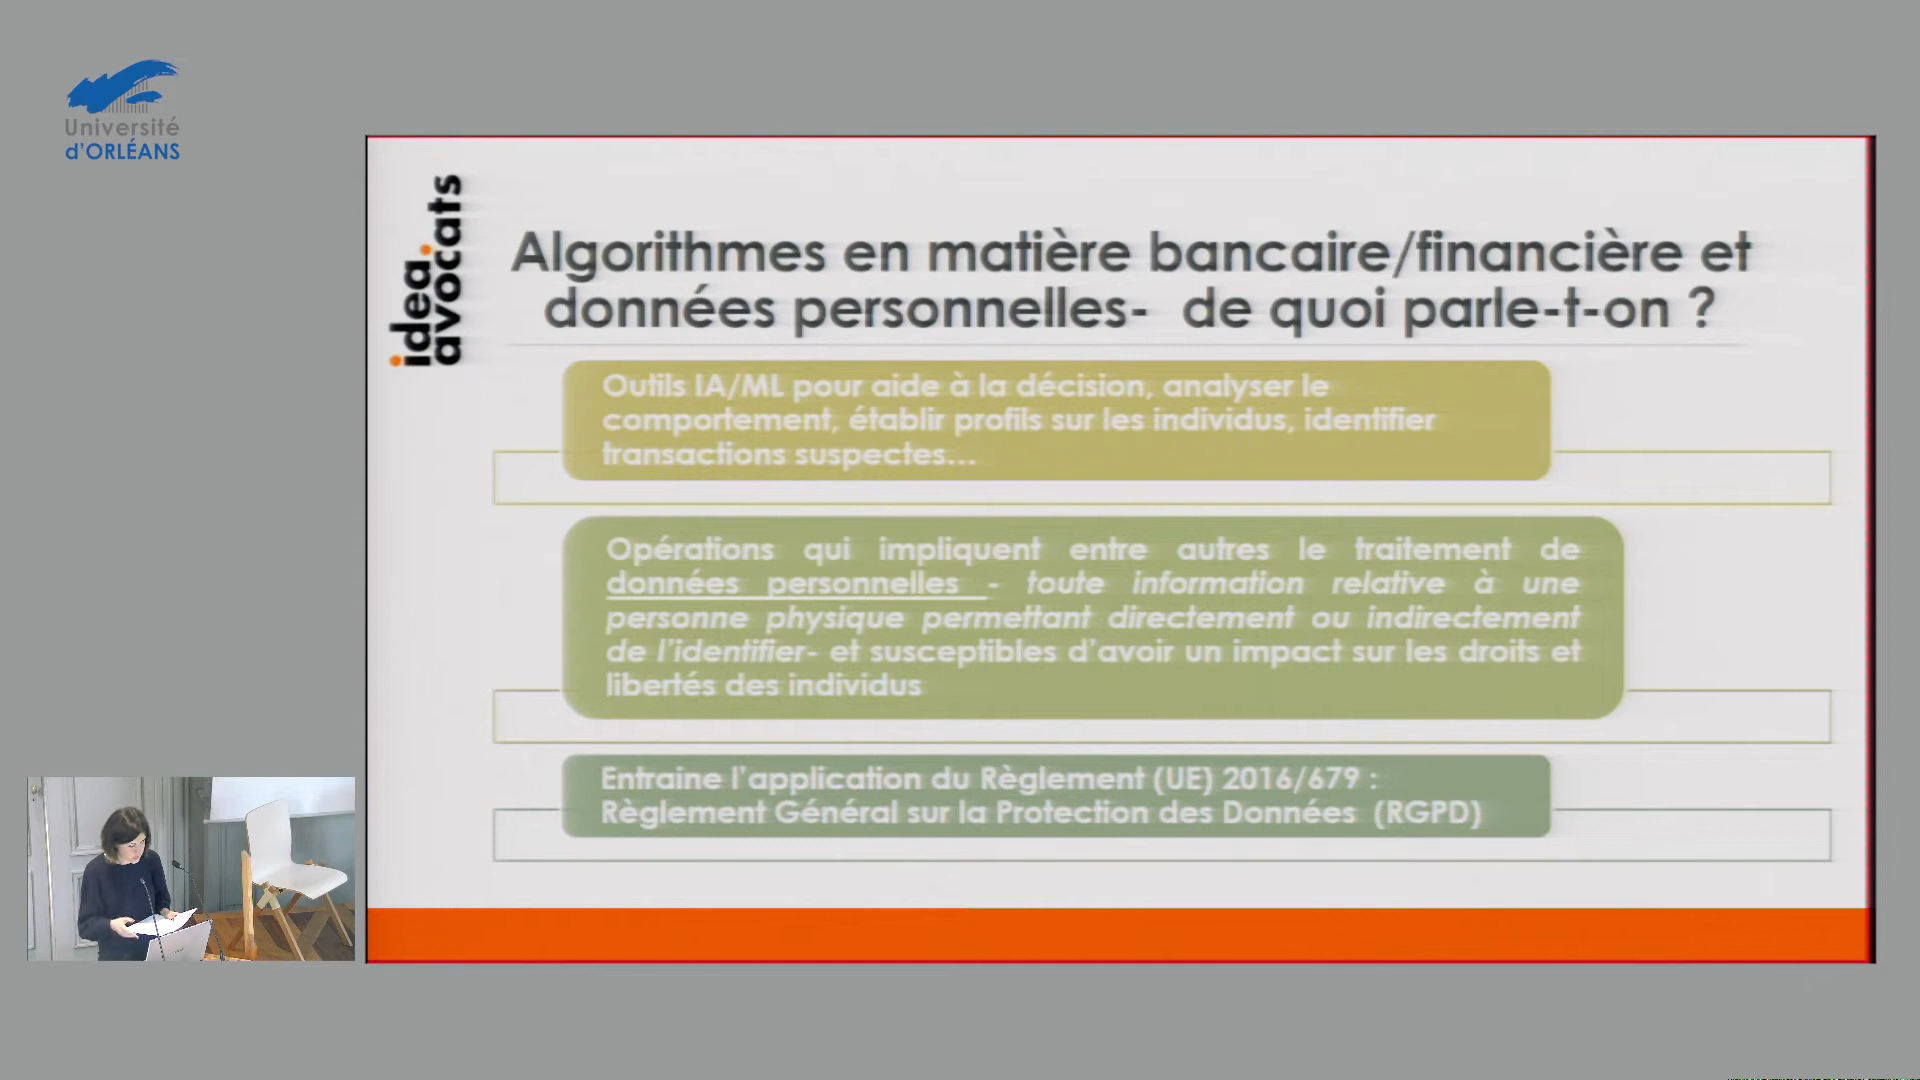 Université
d'ORLÉANS
idea.
avocats
Algorithmes en matière bancaire/financière et
données personnelles- de quoi parle-t-on ?
Outils IA/ML pour aide à la décision, analyser le
comportement, établir profils sur les individus, identifier
transactions suspectes...
Opérations qui impliquent entre autres le traitement de
données personnelles - toute information relative à une
personne physique permettant directement ou indirectement
de l'identifier- et susceptibles d'avoir un impact sur les droits et
libertés des individus
Entraine l'application du Règlement (UE) 2016/679 :
Règlement Général sur la Protection des Données (RGPD)